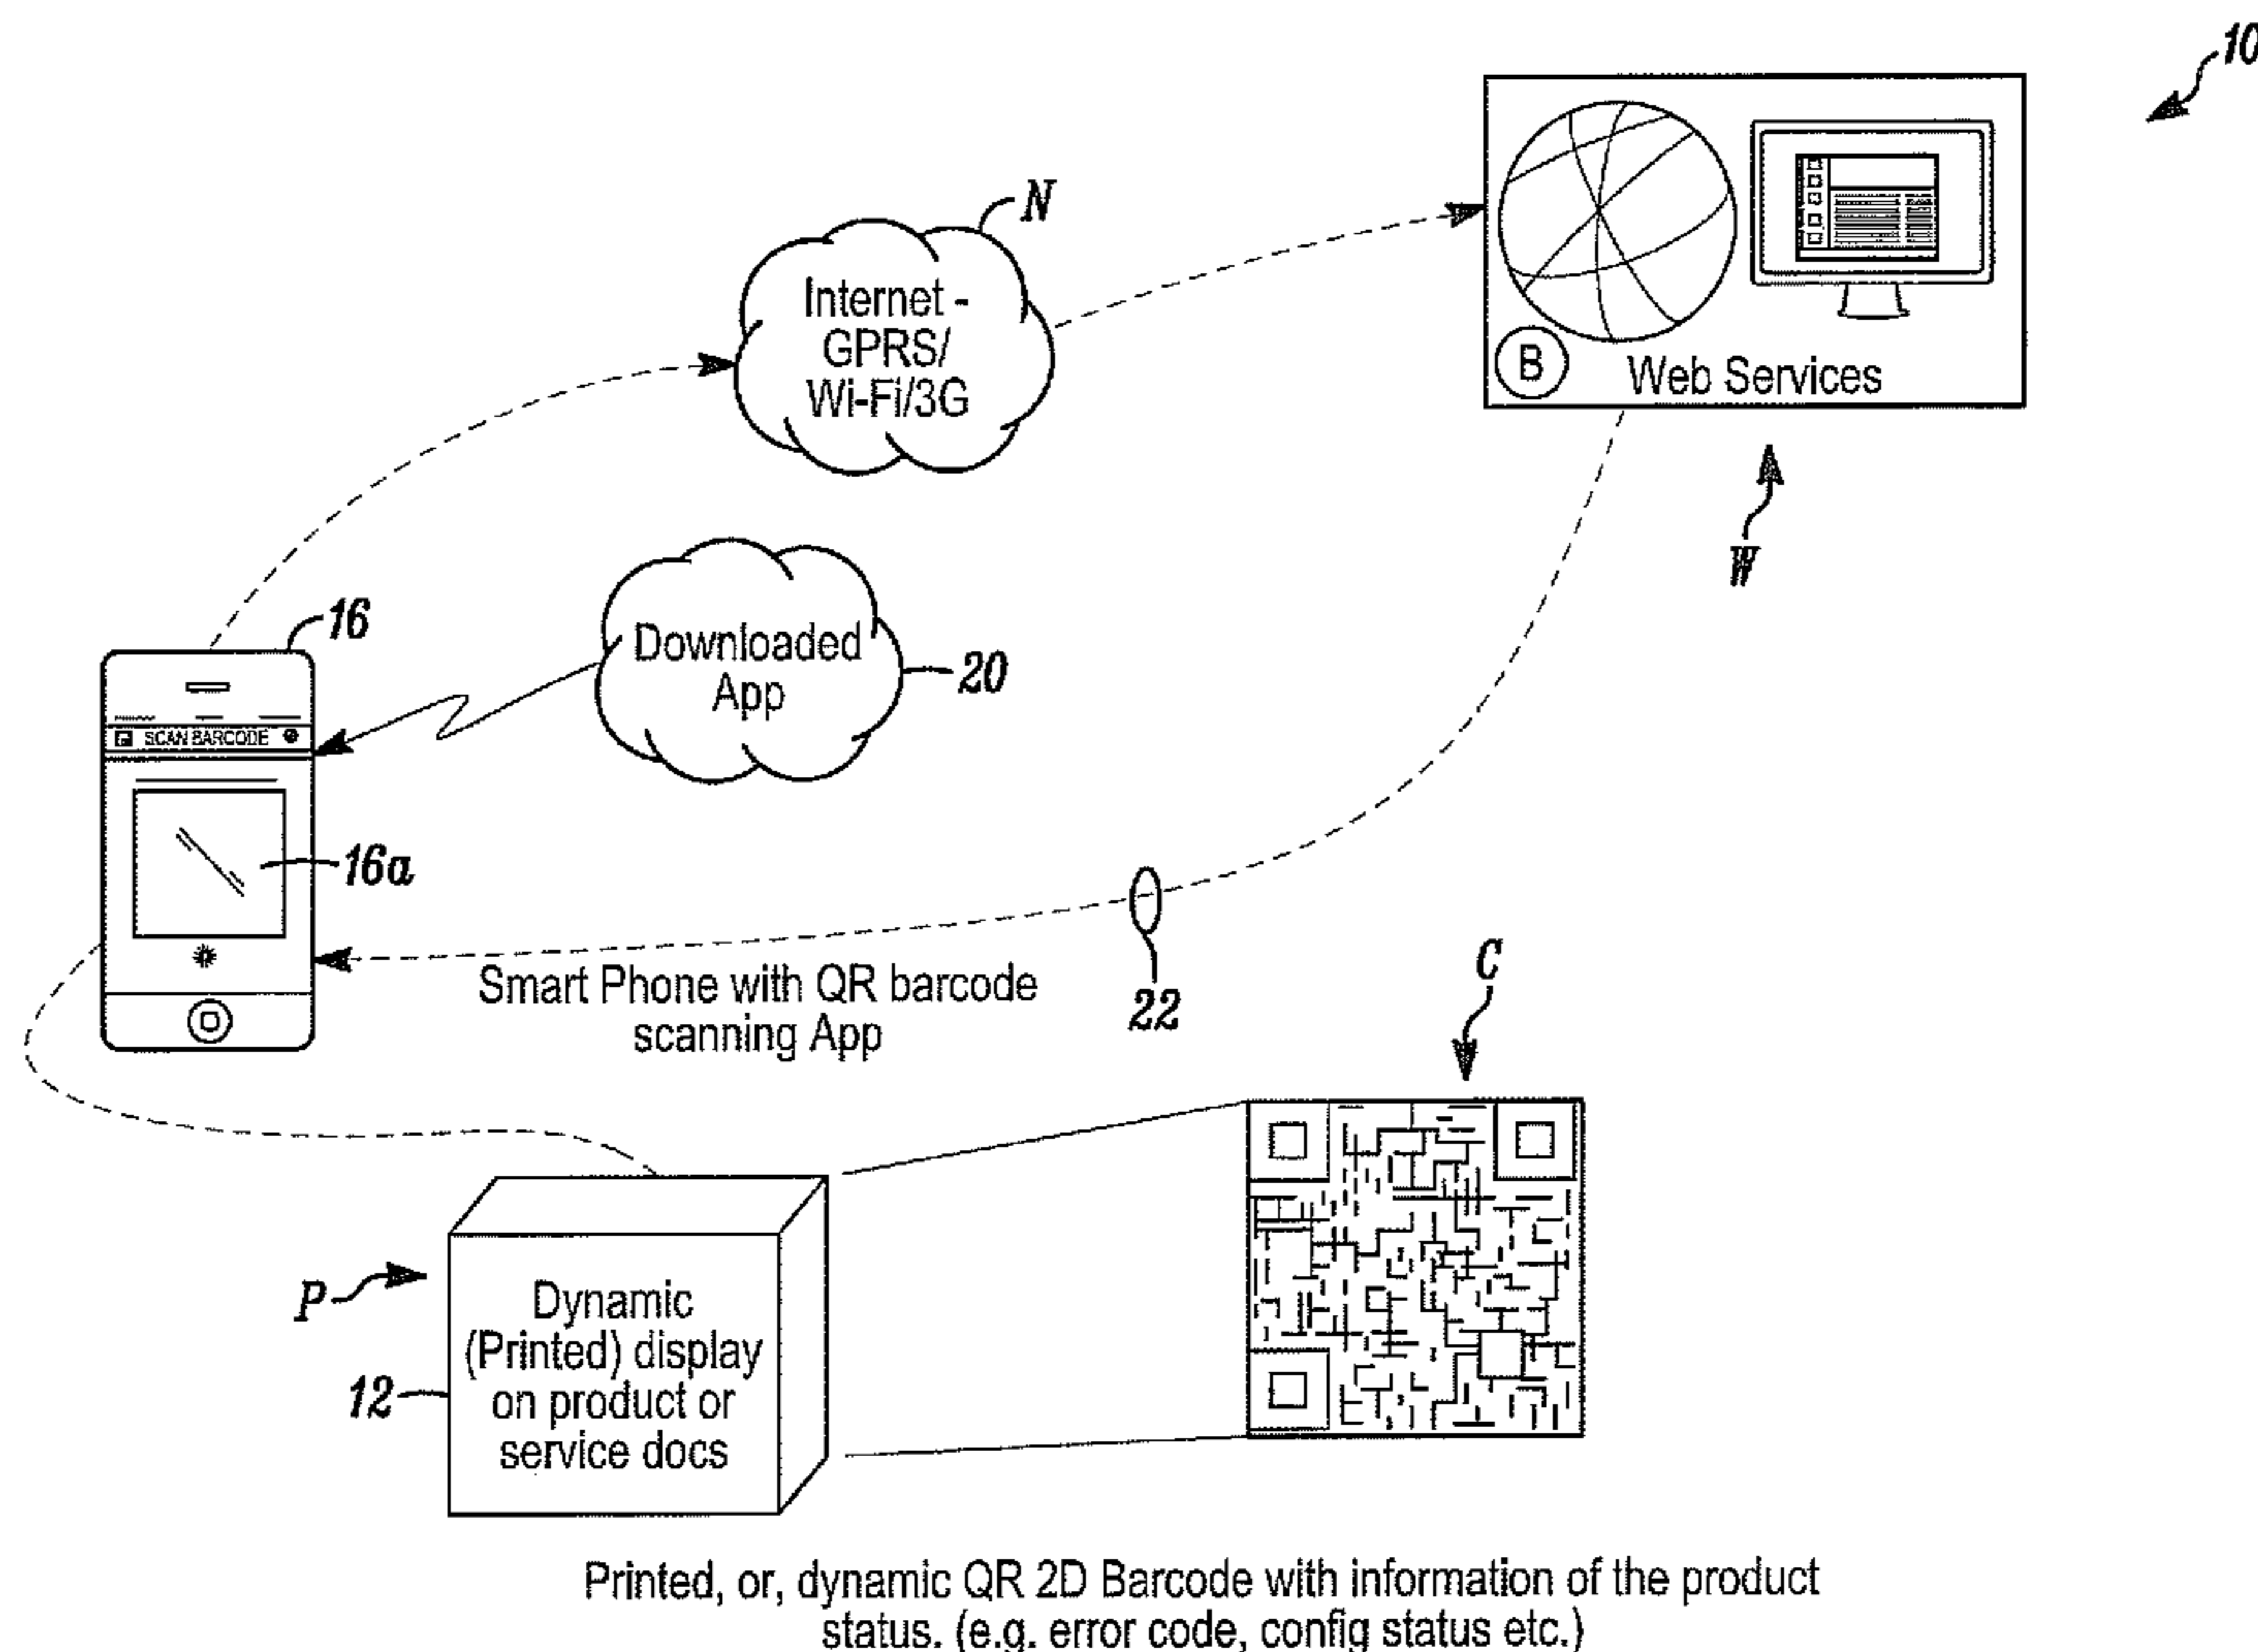 10
N
Internet -
GPRS/
Wi-Fi/3G
B
Web Services
W
16
Downloaded
App
20
SCAN BARCODE
16a
Smart Phone with QR barcode
scanning App
22
C
P
Dynamic
(Printed) display
on product or
service docs
12
Printed, or, dynamic QR 2D Barcode with information of the product
status. (e.g. error code, config status etc.)